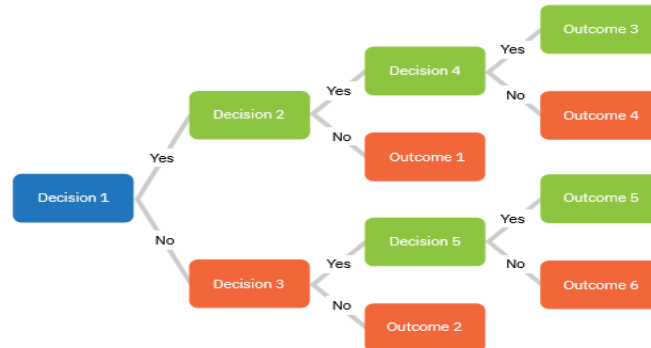 Outcome 3
Yes
Decision 4
Yes
No
Decision 2
Outcome 4
No
Yes
Outcome 1
Decision 1
Outcome 5
Yes
No
Decision 5
Yes
No
Decision 3
Outcome 6
No
Outcome 2